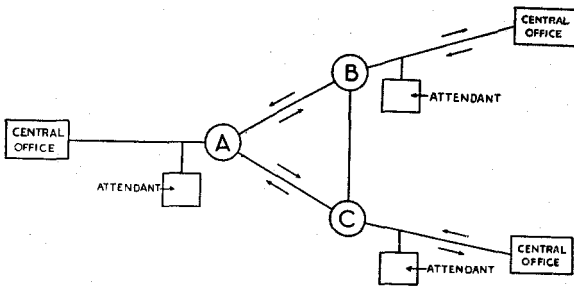 CENTRAL
OFFICE
B
ATTENDANT
CENTRAL
OFFICE
A
ATTENDANT
C
CENTRAL
OFFICE
ATTENDANT